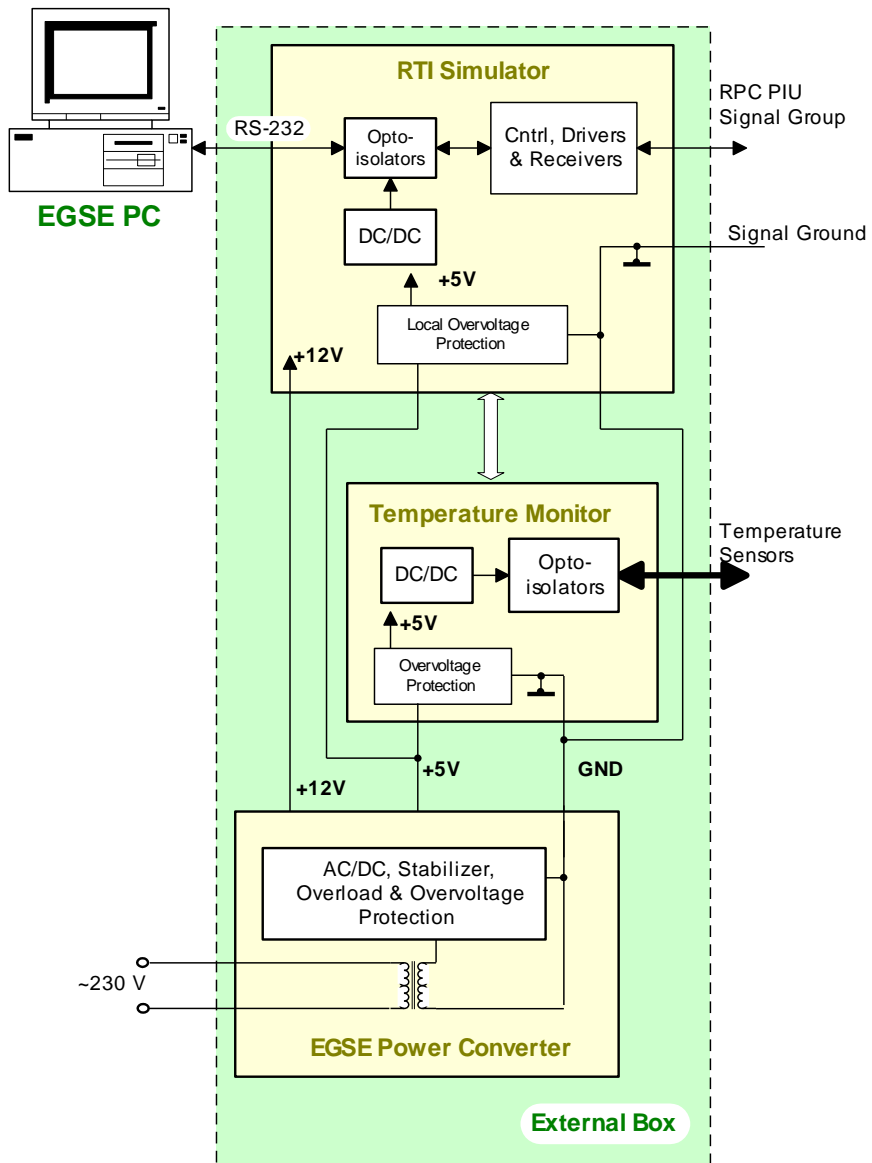 RTI Simulator
RPC PIU
Signal Group
RS-232
Opto-
isolators
Cntrl, Drivers
& Receivers
EGSE PC
DC/DC
Signal Ground
+5V
Local Overvoltage
Protection
+12V
Temperature Monitor
Temperature
Sensors
DC/DC
Opto-
isolators
+5V
Overvoltage
Protection
+5V
GND
+12V
AC/DC, Stabilizer,
Overload & Overvoltage
Protection
~230 V
EGSE Power Converter
External Box